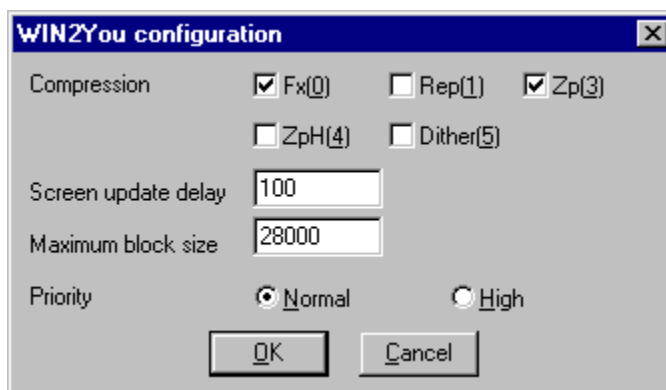 WIN2You configuration
Compression Fx(0) Rep(1) Zp(3)
ZpH(4) Dither(5)
Screen update delay 100
Maximum block size 28000
Priority Normal High
OK Cancel